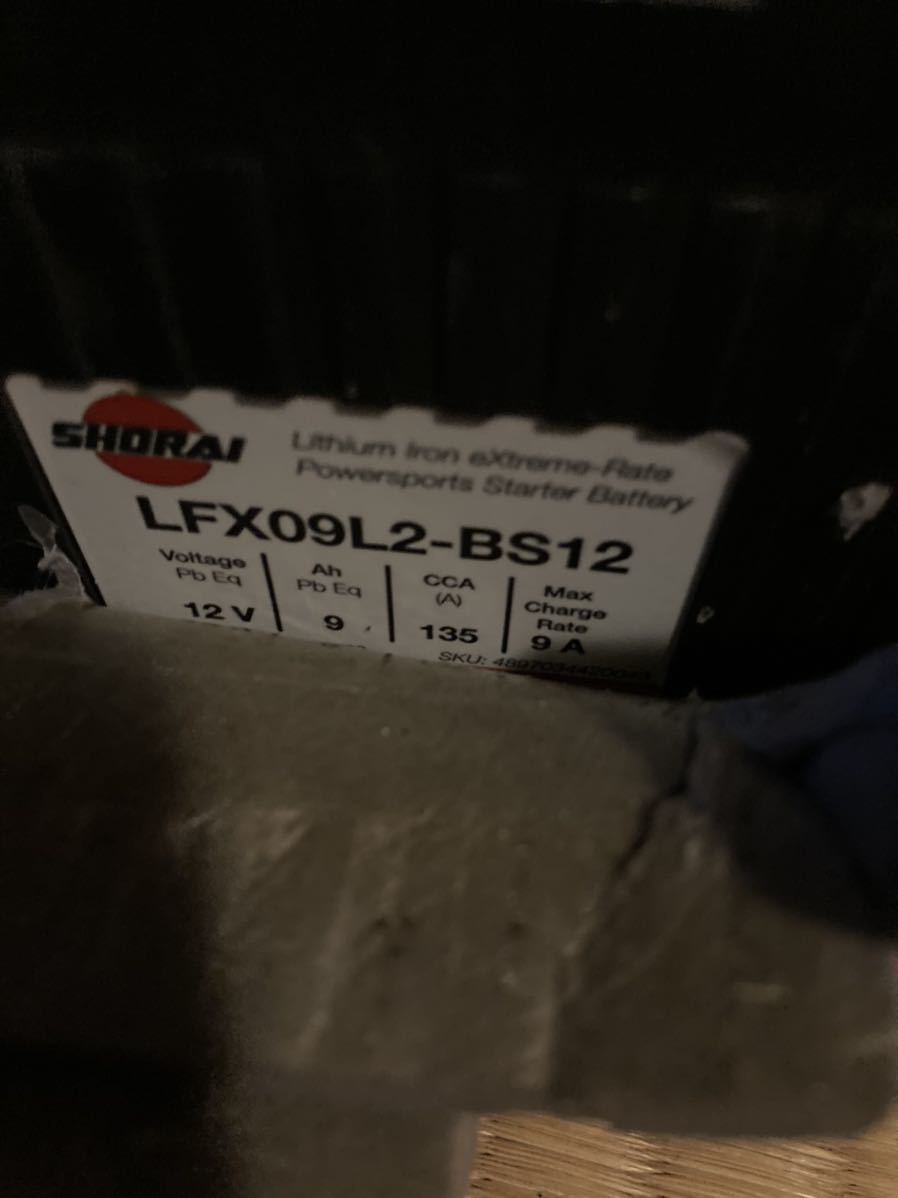 SHORAI
Lithium Iron eXtreme-Rate
Powersports Starter Battery
LFX09L2-BS12
Voltage
Pb Eq
12 V
Ah
Pb Eq
9
CCA
(A)
135
Max
Charge
Rate
9 A
SKU: